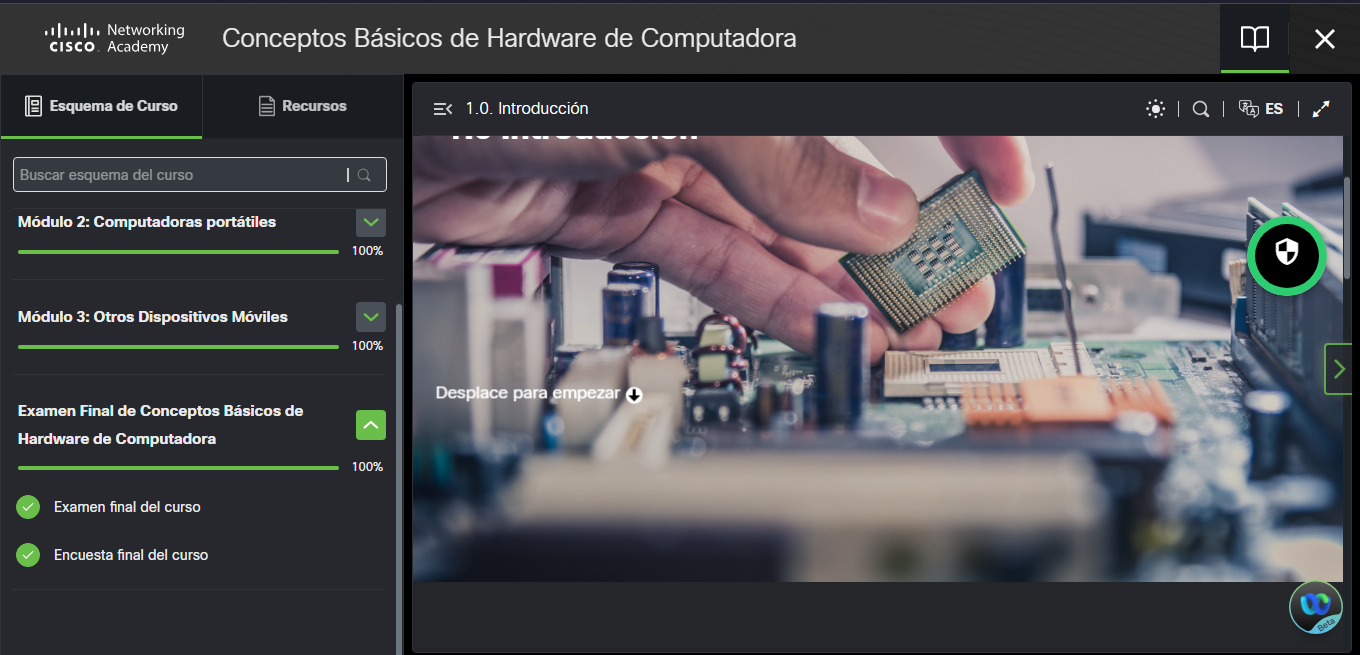 Networking
CISCO Academy
Conceptos Básicos de Hardware de Computadora
Esquema de Curso
Recursos
Buscar esquema del curso
Módulo 2: Computadoras portátiles
100%
Módulo 3: Otros Dispositivos Móviles
100%
Examen Final de Conceptos Básicos de
Hardware de Computadora
100%
Examen final del curso
Encuesta final del curso
1.0. Introducción
ES
Desplace para empezar
Beta